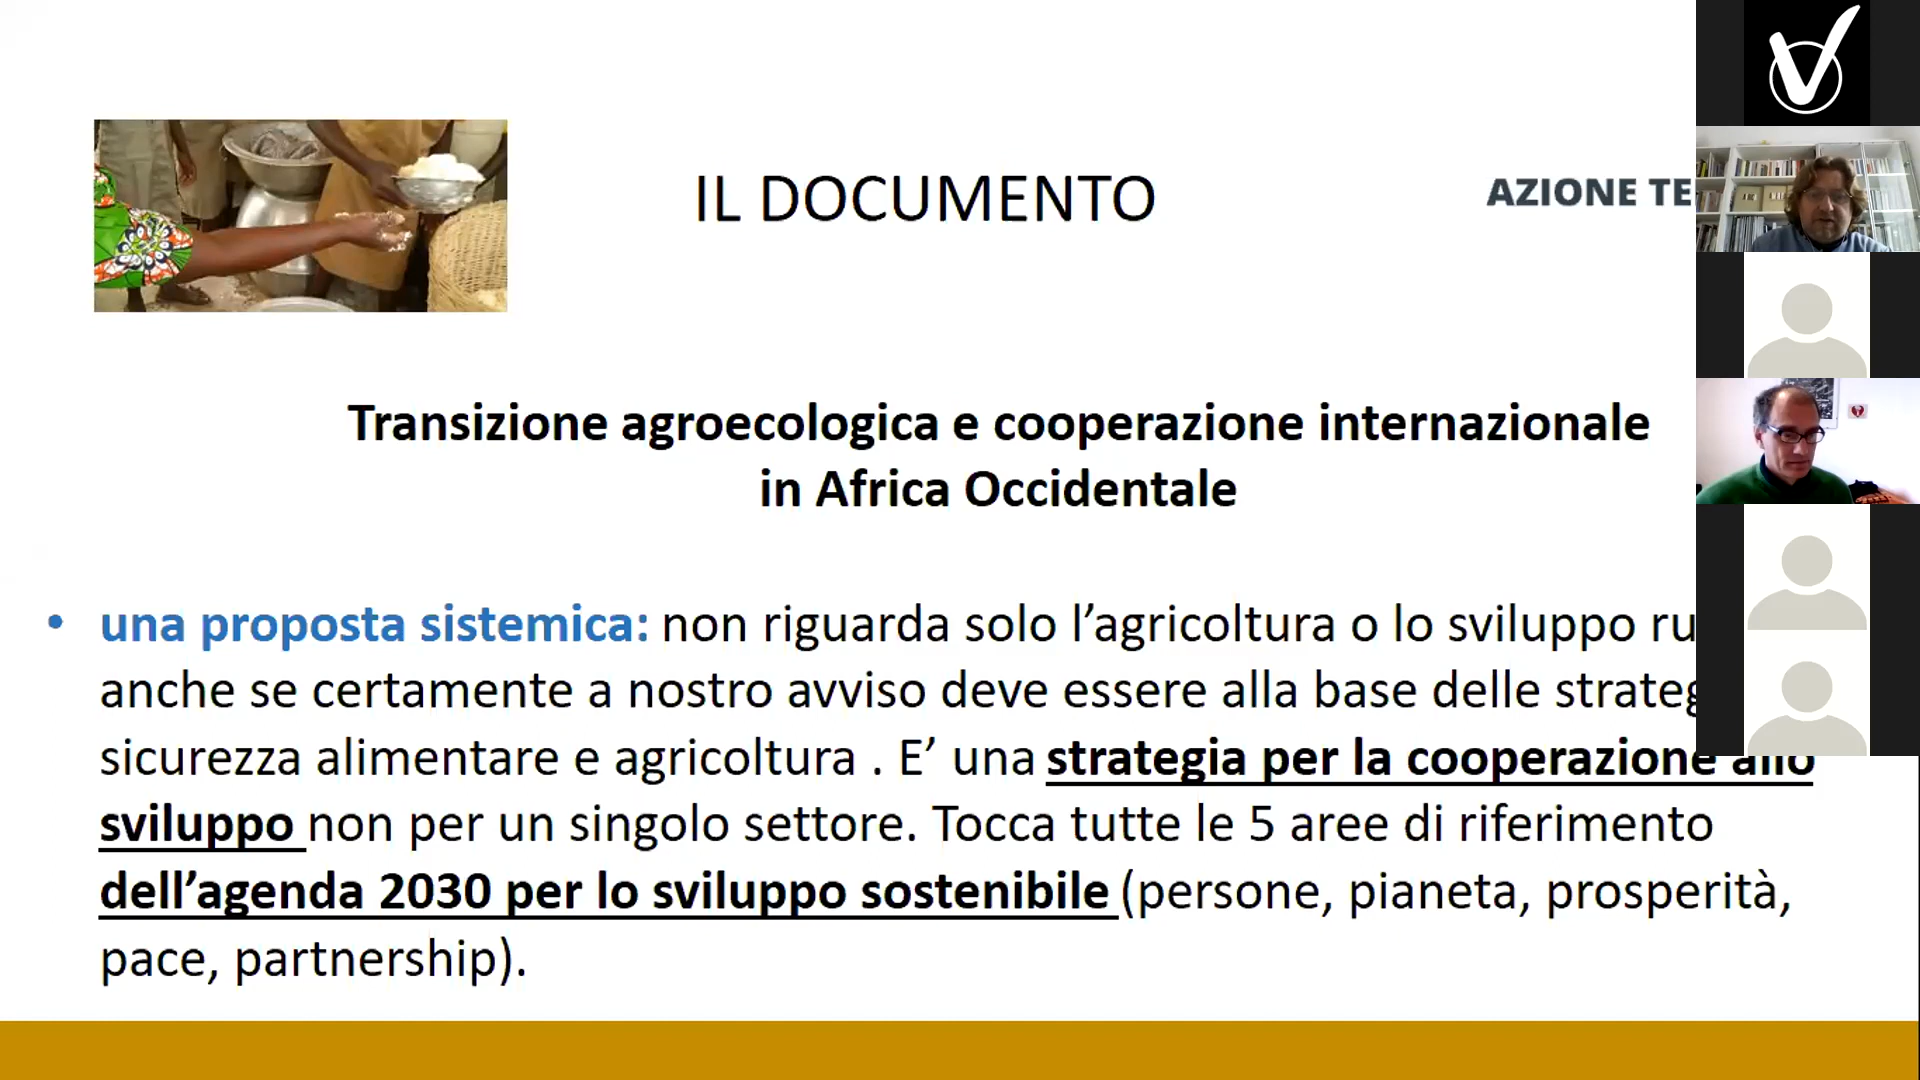 IL DOCUMENTO
AZIONE TE
Transizione agroecologica e cooperazione internazionale
in Africa Occidentale
• una proposta sistemica: non riguarda solo l’agricoltura o lo sviluppo ru
anche se certamente a nostro avviso deve essere alla base delle strateg
sicurezza alimentare e agricoltura . E’ una strategia per la cooperazione allo
sviluppo non per un singolo settore. Tocca tutte le 5 aree di riferimento
dell’agenda 2030 per lo sviluppo sostenibile (persone, pianeta, prosperità,
pace, partnership).